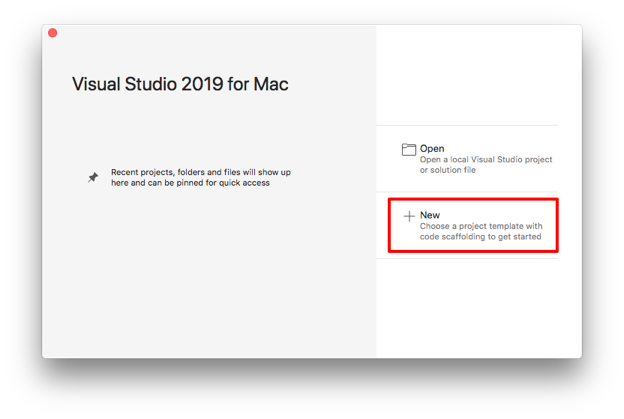 Visual Studio 2019 for Mac
Recent projects, folders and files will show up
here and can be pinned for quick access
Open
Open a local Visual Studio project
or solution file
New
Choose a project template with
code scaffolding to get started